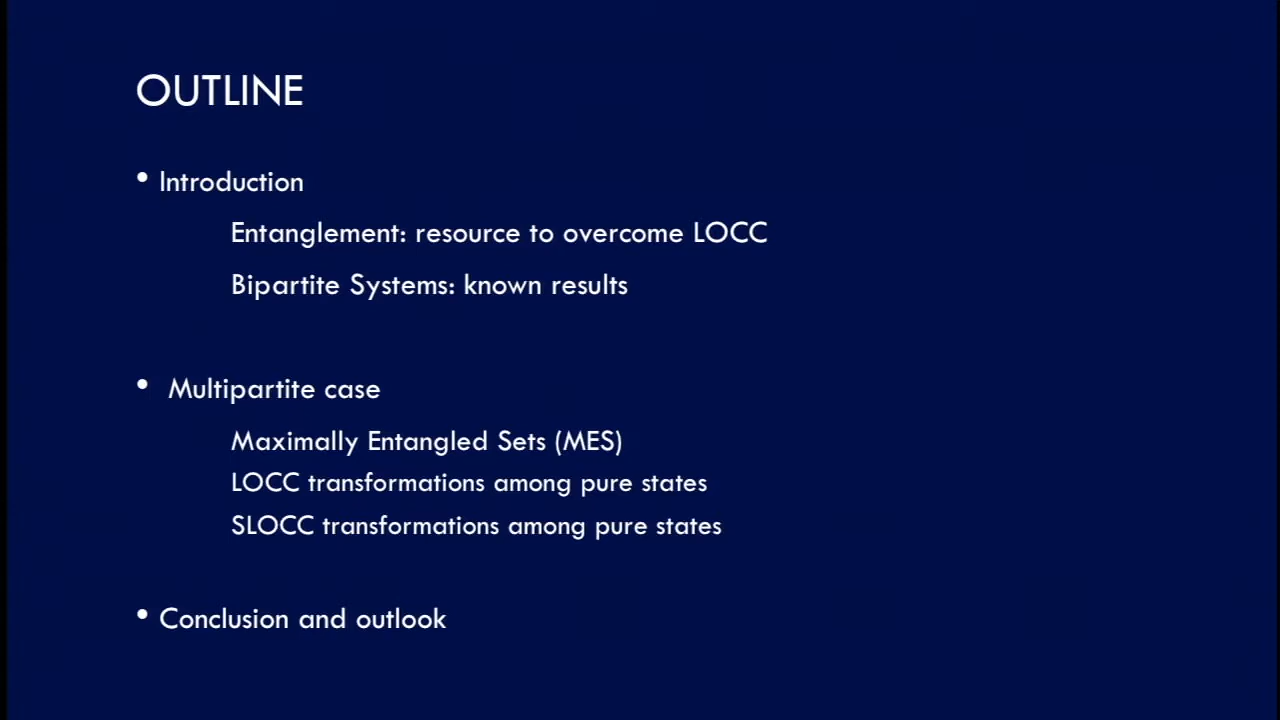 OUTLINE
• Introduction
Entanglement: resource to overcome LOCC
Bipartite Systems: known results
• Multipartite case
Maximally Entangled Sets (MES)
LOCC transformations among pure states
SLOCC transformations among pure states
• Conclusion and outlook